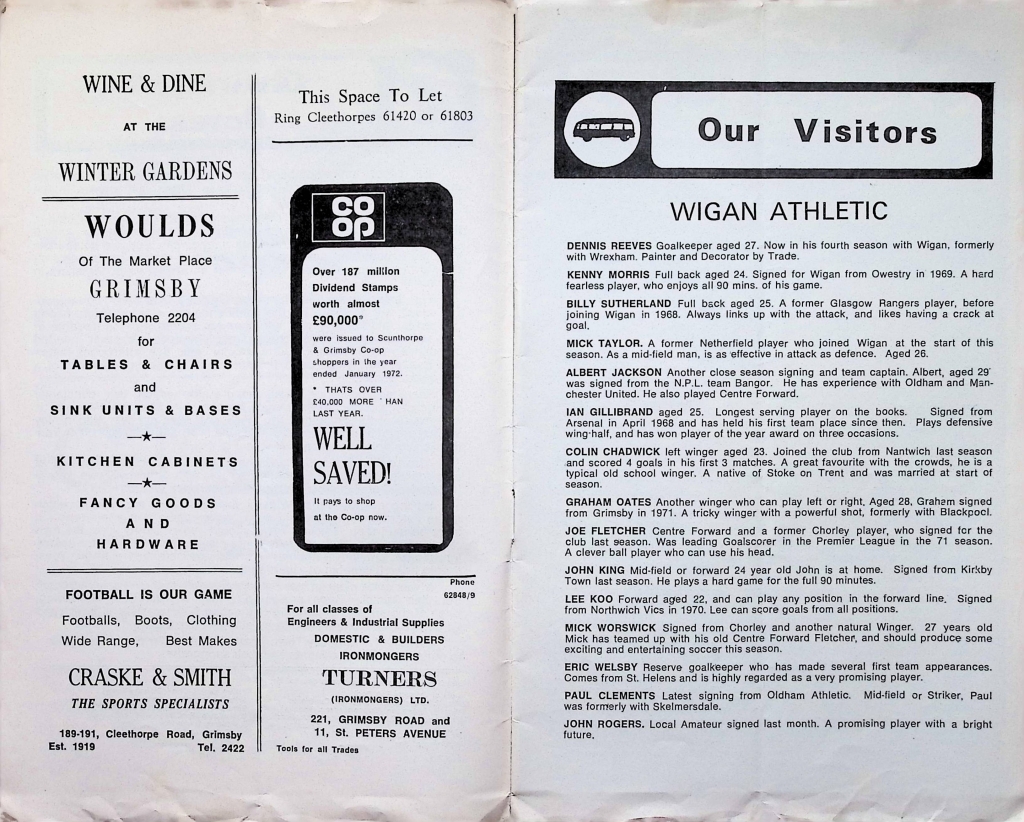 WINE & DINE
AT THE
WINTER GARDENS
WOULDS
Of The Market Place
GRIMSBY
Telephone 2204
for
TABLES & CHAIRS
and
SINK UNITS & BASES
—★—
KITCHEN CABINETS
—★—
FANCY GOODS
AND
HARDWARE
FOOTBALL IS OUR GAME
Footballs, Boots, Clothing
Wide Range, Best Makes
CRASKE & SMITH
THE SPORTS SPECIALISTS
189-191, Cleethorpe Road, Grimsby
Est. 1919 Tel. 2422
This Space To Let
Ring Cleethorpes 61420 or 61803
CO
OP
Over 187 million
Dividend Stamps
worth almost
£90,000*
were issued to Scunthorpe
& Grimsby Co-op
shoppers in the year
ended January 1972.
* THATS OVER
£40,000 MORE HAN
LAST YEAR.
WELL
SAVED!
It pays to shop
at the Co-op now.
Phone
62848/9
For all classes of
Engineers & Industrial Supplies
DOMESTIC & BUILDERS
IRONMONGERS
TURNERS
(IRONMONGERS) LTD.
221, GRIMSBY ROAD and
11, St. PETERS AVENUE
Tools for all Trades
Our Visitors
WIGAN ATHLETIC
DENNIS REEVES Goalkeeper aged 27. Now in his fourth season with Wigan, formerly
with Wrexham. Painter and Decorator by Trade.
KENNY MORRIS Full back aged 24. Signed for Wigan from Owestry in 1969. A hard
fearless player, who enjoys all 90 mins. of his game.
BILLY SUTHERLAND Full back aged 25. A former Glasgow Rangers player, before
joining Wigan in 1968. Always links up with the attack, and likes having a crack at
goal.
MICK TAYLOR. A former Netherfield player who joined Wigan at the start of this
season. As a mid-field man, is as effective in attack as defence. Aged 26.
ALBERT JACKSON Another close season signing and team captain. Albert, aged 29
was signed from the N.P.L. team Bangor. He has experience with Oldham and Man-
chester United. He also played Centre Forward.
IAN GILLIBRAND aged 25. Longest serving player on the books. Signed from
Arsenal in April 1968 and has held his first team place since then. Plays defensive
wing-half, and has won player of the year award on three occasions.
COLIN CHADWICK left winger aged 23. Joined the club from Nantwich last season
and scored 4 goals in his first 3 matches. A great favourite with the crowds, he is a
typical old school winger. A native of Stoke on Trent and was married at start of
season.
GRAHAM OATES Another winger who can play left or right. Aged 28, Graham signed
from Grimsby in 1971. A tricky winger with a powerful shot, formerly with Blackpool.
JOE FLETCHER Centre Forward and a former Chorley player, who signed for the
club last season. Was leading Goalscorer in the Premier League in the 71 season.
A clever ball player who can use his head.
JOHN KING Mid-field or forward 24 year old John is at home. Signed from Kirkby
Town last season. He plays a hard game for the full 90 minutes.
LEE KOO Forward aged 22, and can play any position in the forward line. Signed
from Northwich Vics in 1970. Lee can score goals from all positions.
MICK WORSWICK Signed from Chorley and another natural Winger. 27 years old
Mick has teamed up with his old Centre Forward Fletcher, and should produce some
exciting and entertaining soccer this season.
ERIC WELSBY Reserve goalkeeper who has made several first team appearances.
Comes from St. Helens and is highly regarded as a very promising player.
PAUL CLEMENTS Latest signing from Oldham Athletic. Mid-field or Striker, Paul
was formerly with Skelmersdale.
JOHN ROGERS. Local Amateur signed last month. A promising player with a bright
future.